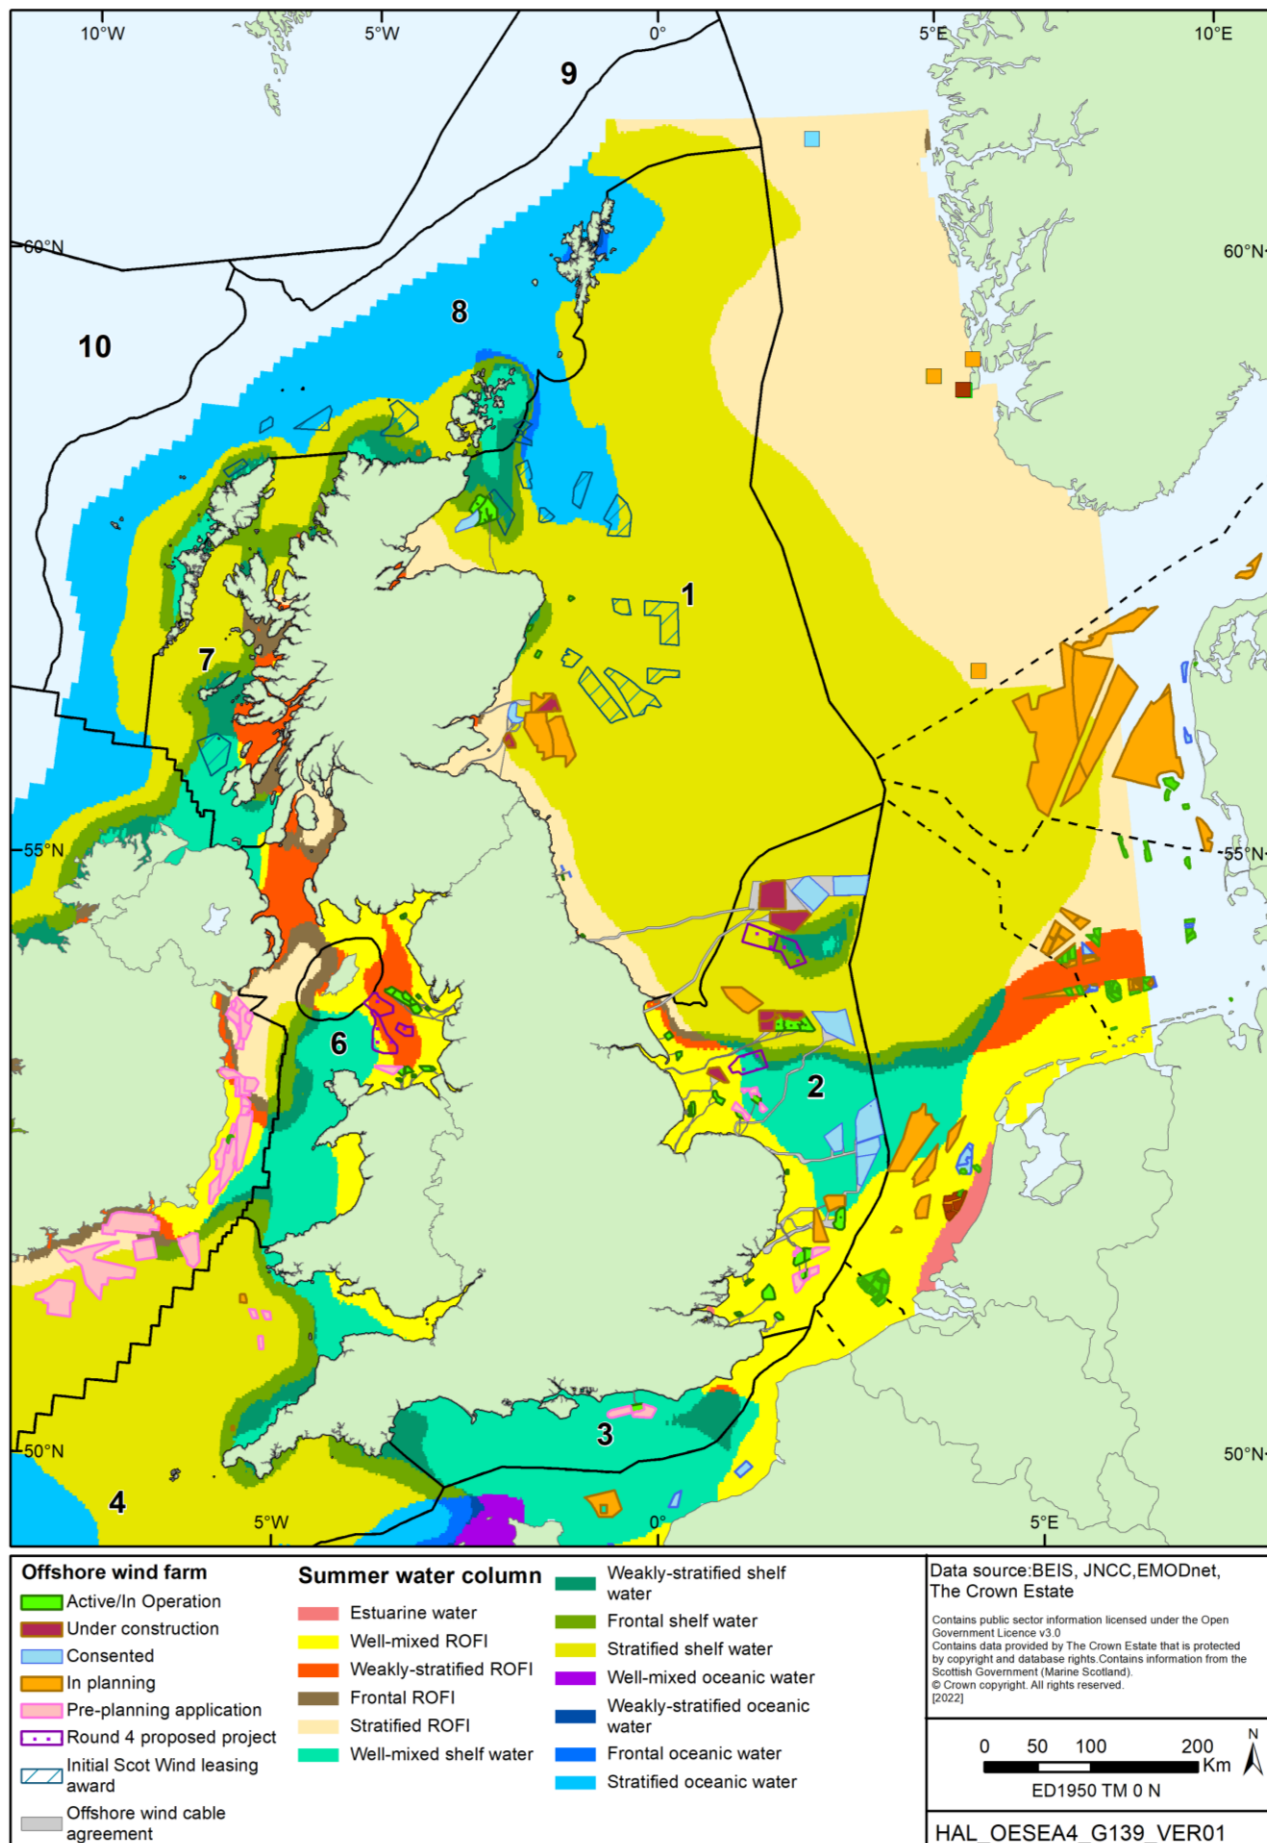 10°W 5°W 0° 5°E 10°E
9
60°N 60°N
8
10
1
7
55°N 55°N
6
2
3
50°N 50°N
4
5°W 0° 5°E
Offshore wind farm
Active/In Operation
Under construction
Consented
In planning
Pre-planning application
Round 4 proposed project
Initial Scot Wind leasing
award
Offshore wind cable
agreement
Summer water column
Estuarine water
Well-mixed ROFI
Weakly-stratified ROFI
Frontal ROFI
Stratified ROFI
Well-mixed shelf water
Weakly-stratified shelf
water
Frontal shelf water
Stratified shelf water
Well-mixed oceanic water
Weakly-stratified oceanic
water
Frontal oceanic water
Stratified oceanic water
Data source:BEIS, JNCC,EMODnet,
The Crown Estate
Contains public sector information licensed under the Open
Government Licence v3.0
Contains data provided by The Crown Estate that is protected
by copyright and database rights.Contains information from the
Scottish Government (Marine Scotland).
© Crown copyright. All rights reserved.
[2022]
0 50 100 200
Km
N
ED1950 TM 0 N
HAL_OESEA4_G139_VER01